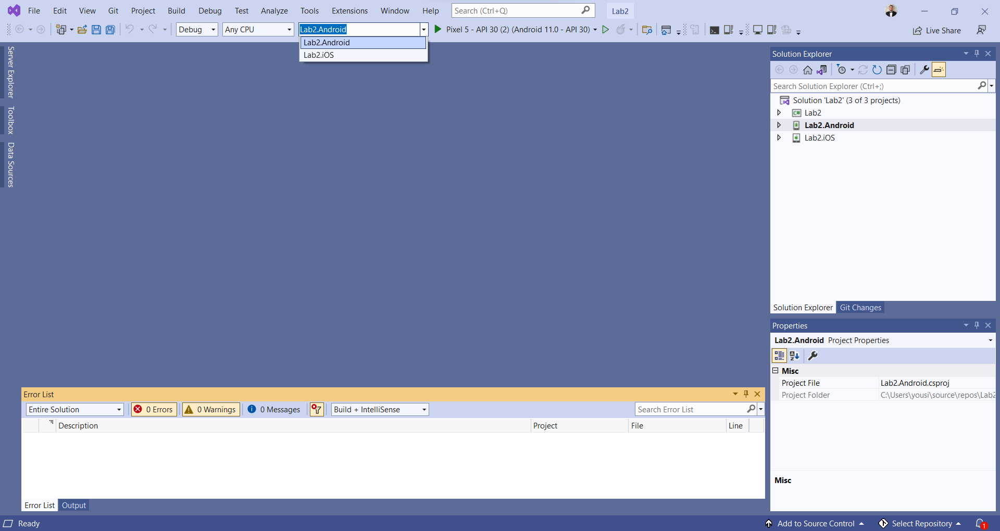 File Edit View Git Project Build Debug Test Analyze Tools Extensions Window Help Search (Ctrl+Q) Lab2
Debug Any CPU Lab2.Android Pixel 5 - API 30 (2) (Android 11.0 - API 30) Live Share
Lab2.Android
Lab2.iOS
Server Explorer
Toolbox
Data Sources
Solution Explorer
Search Solution Explorer (Ctrl+;)
Solution 'Lab2' (3 of 3 projects)
C# Lab2
Lab2.Android
Lab2.iOS
Solution Explorer Git Changes
Properties
Lab2.Android Project Properties
Misc
Project File Lab2.Android.csproj
Project Folder C:\Users\yousi\source\repos\Lab2
Misc
Error List
Entire Solution 0 Errors 0 Warnings 0 Messages Build + IntelliSense Search Error List
Description Project File Line
Error List Output
Ready Add to Source Control Select Repository 1